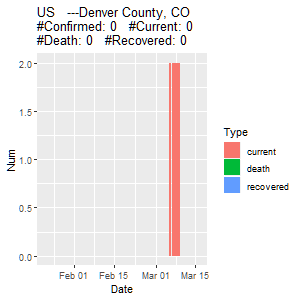 US ---Denver County, CO
#Confirmed: 0 #Current: 0
#Death: 0 #Recovered: 0
2.0
1.5
1.0
0.5
0.0
Num
Feb 01 Feb 15 Mar 01 Mar 15
Date
Type
current
death
recovered